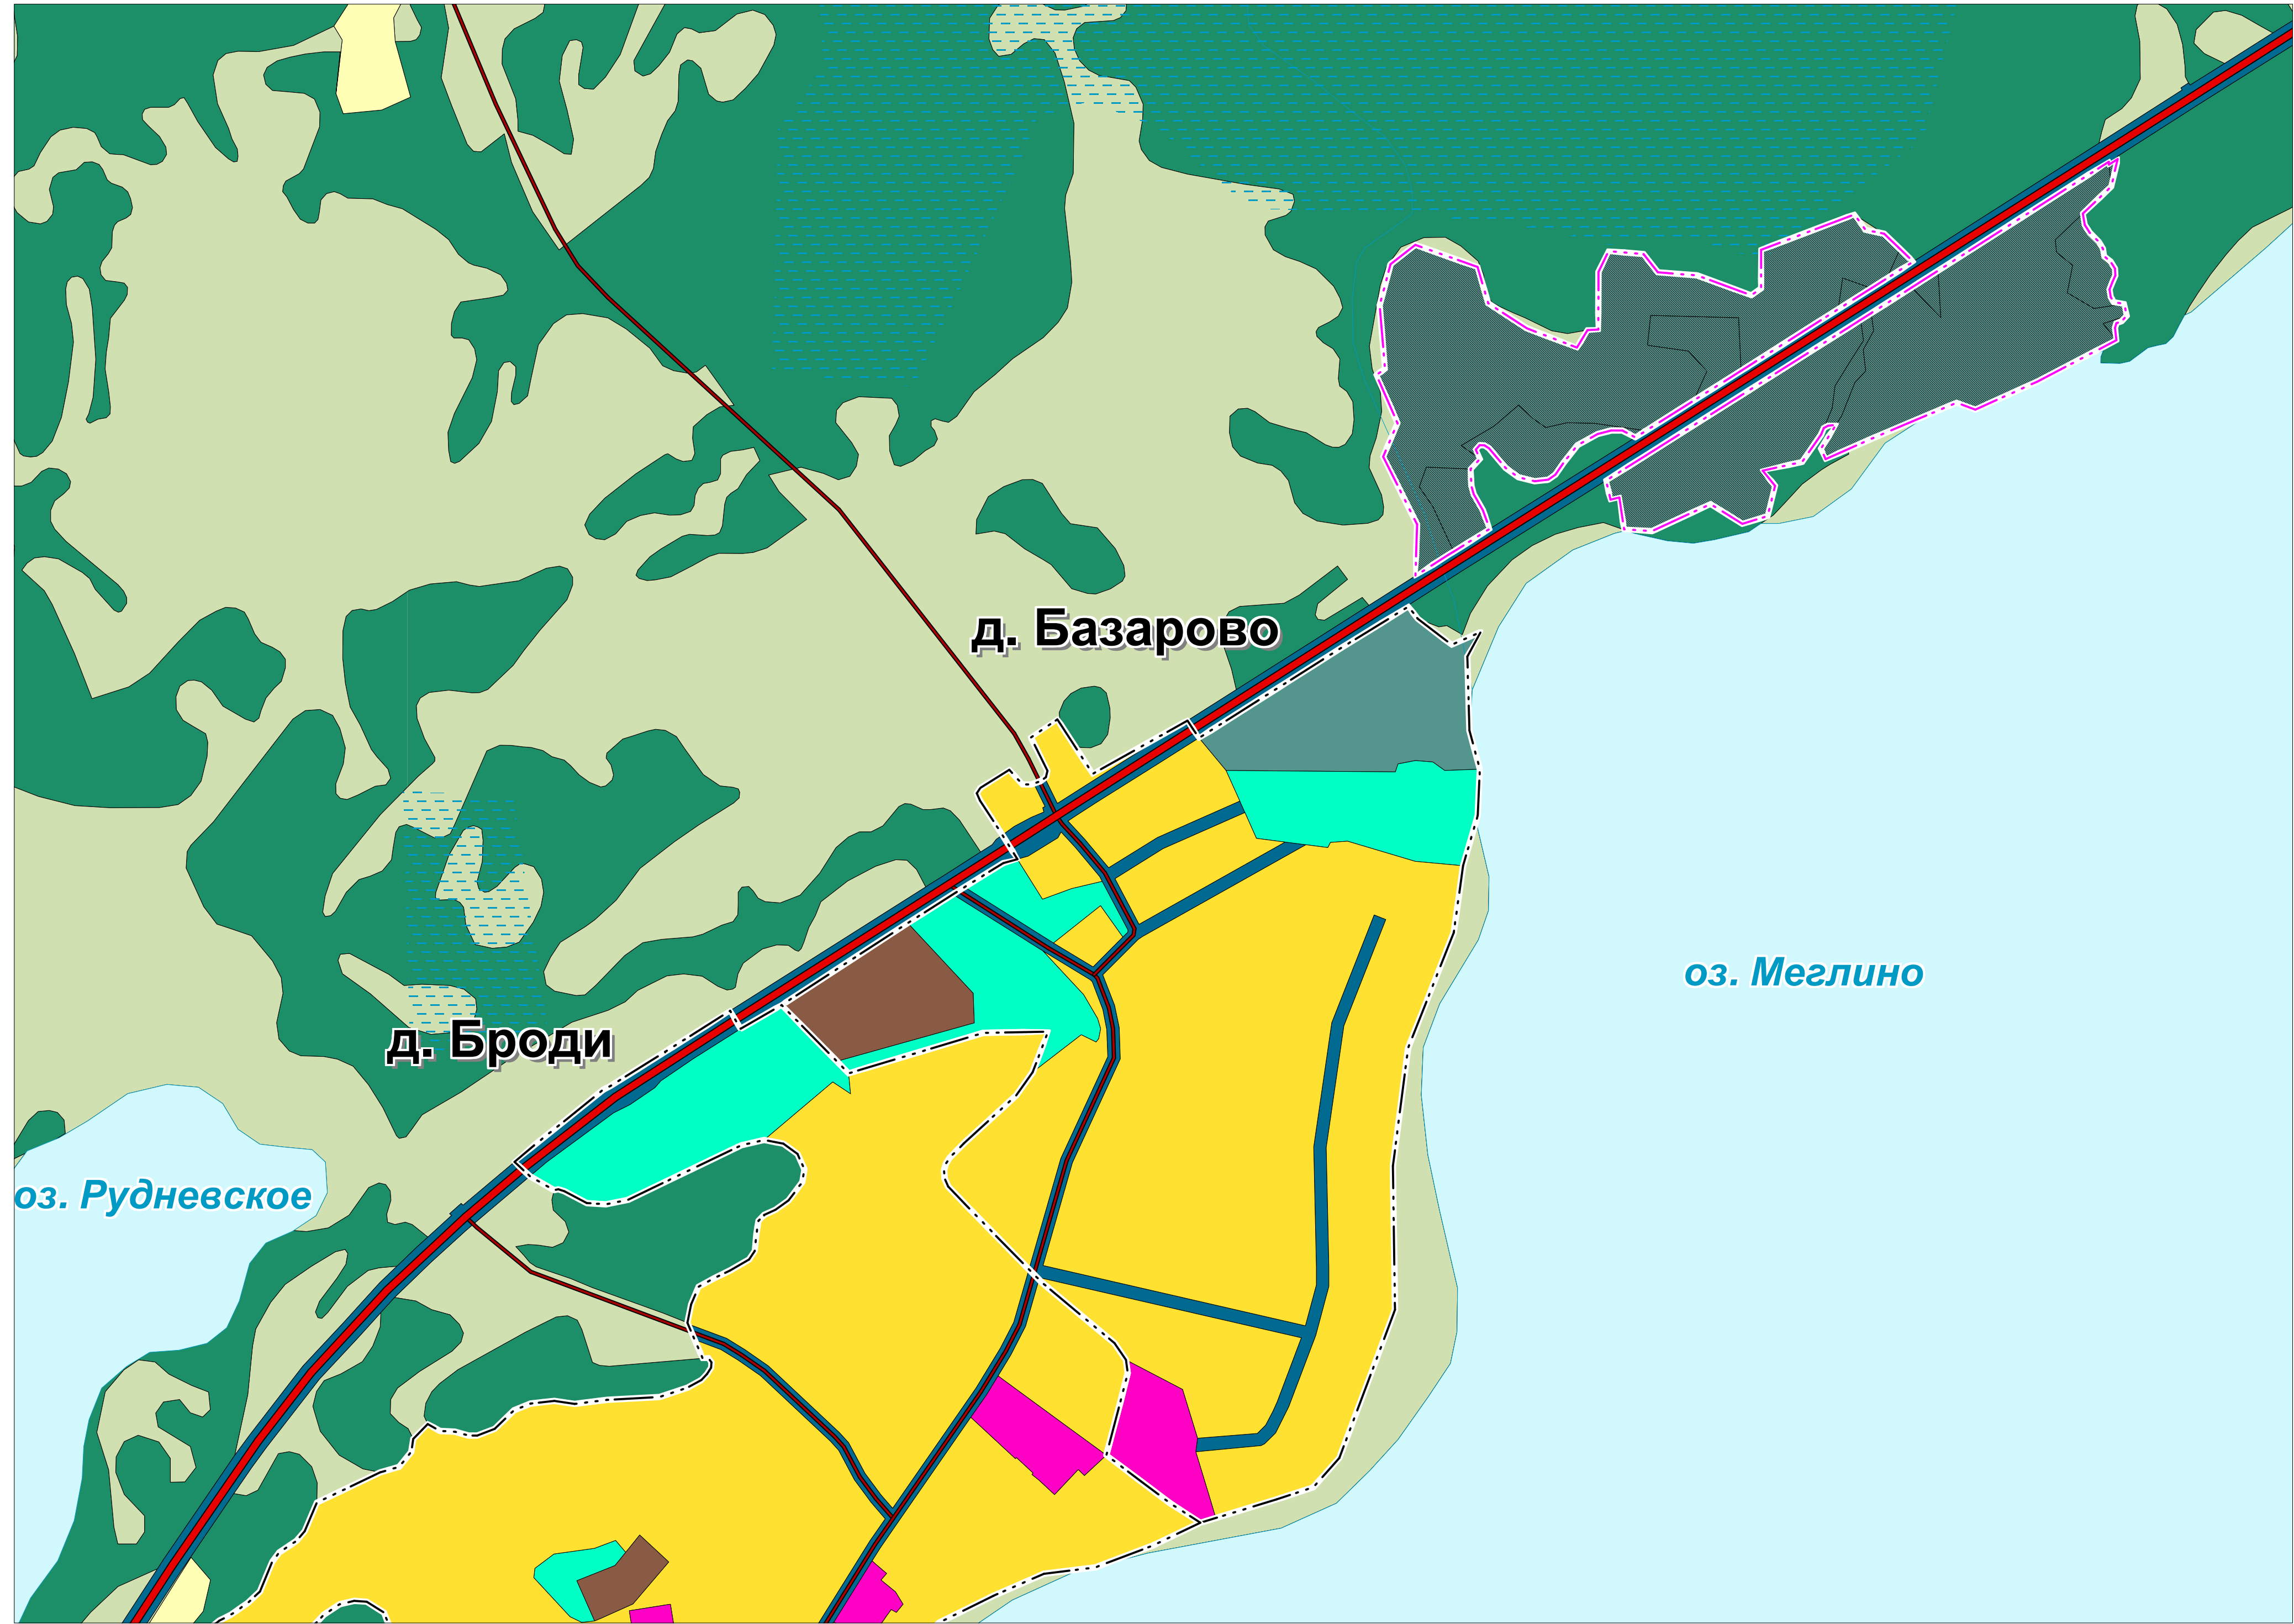 д. Базарово
оз. Меглино
д. Броди
оз. Рудневское